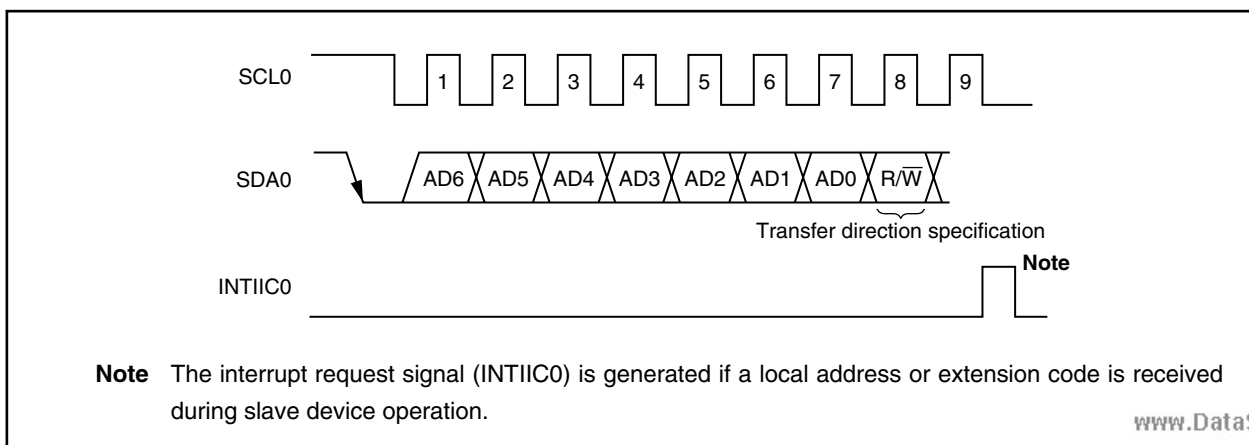 SCL0 1 2 3 4 5 6 7 8 9
SDA0 AD6 AD5 AD4 AD3 AD2 AD1 AD0 R/W̅
Transfer direction specification
Note
INTIIC0
Note The interrupt request signal (INTIIC0) is generated if a local address or extension code is received
during slave device operation.
www.DataS